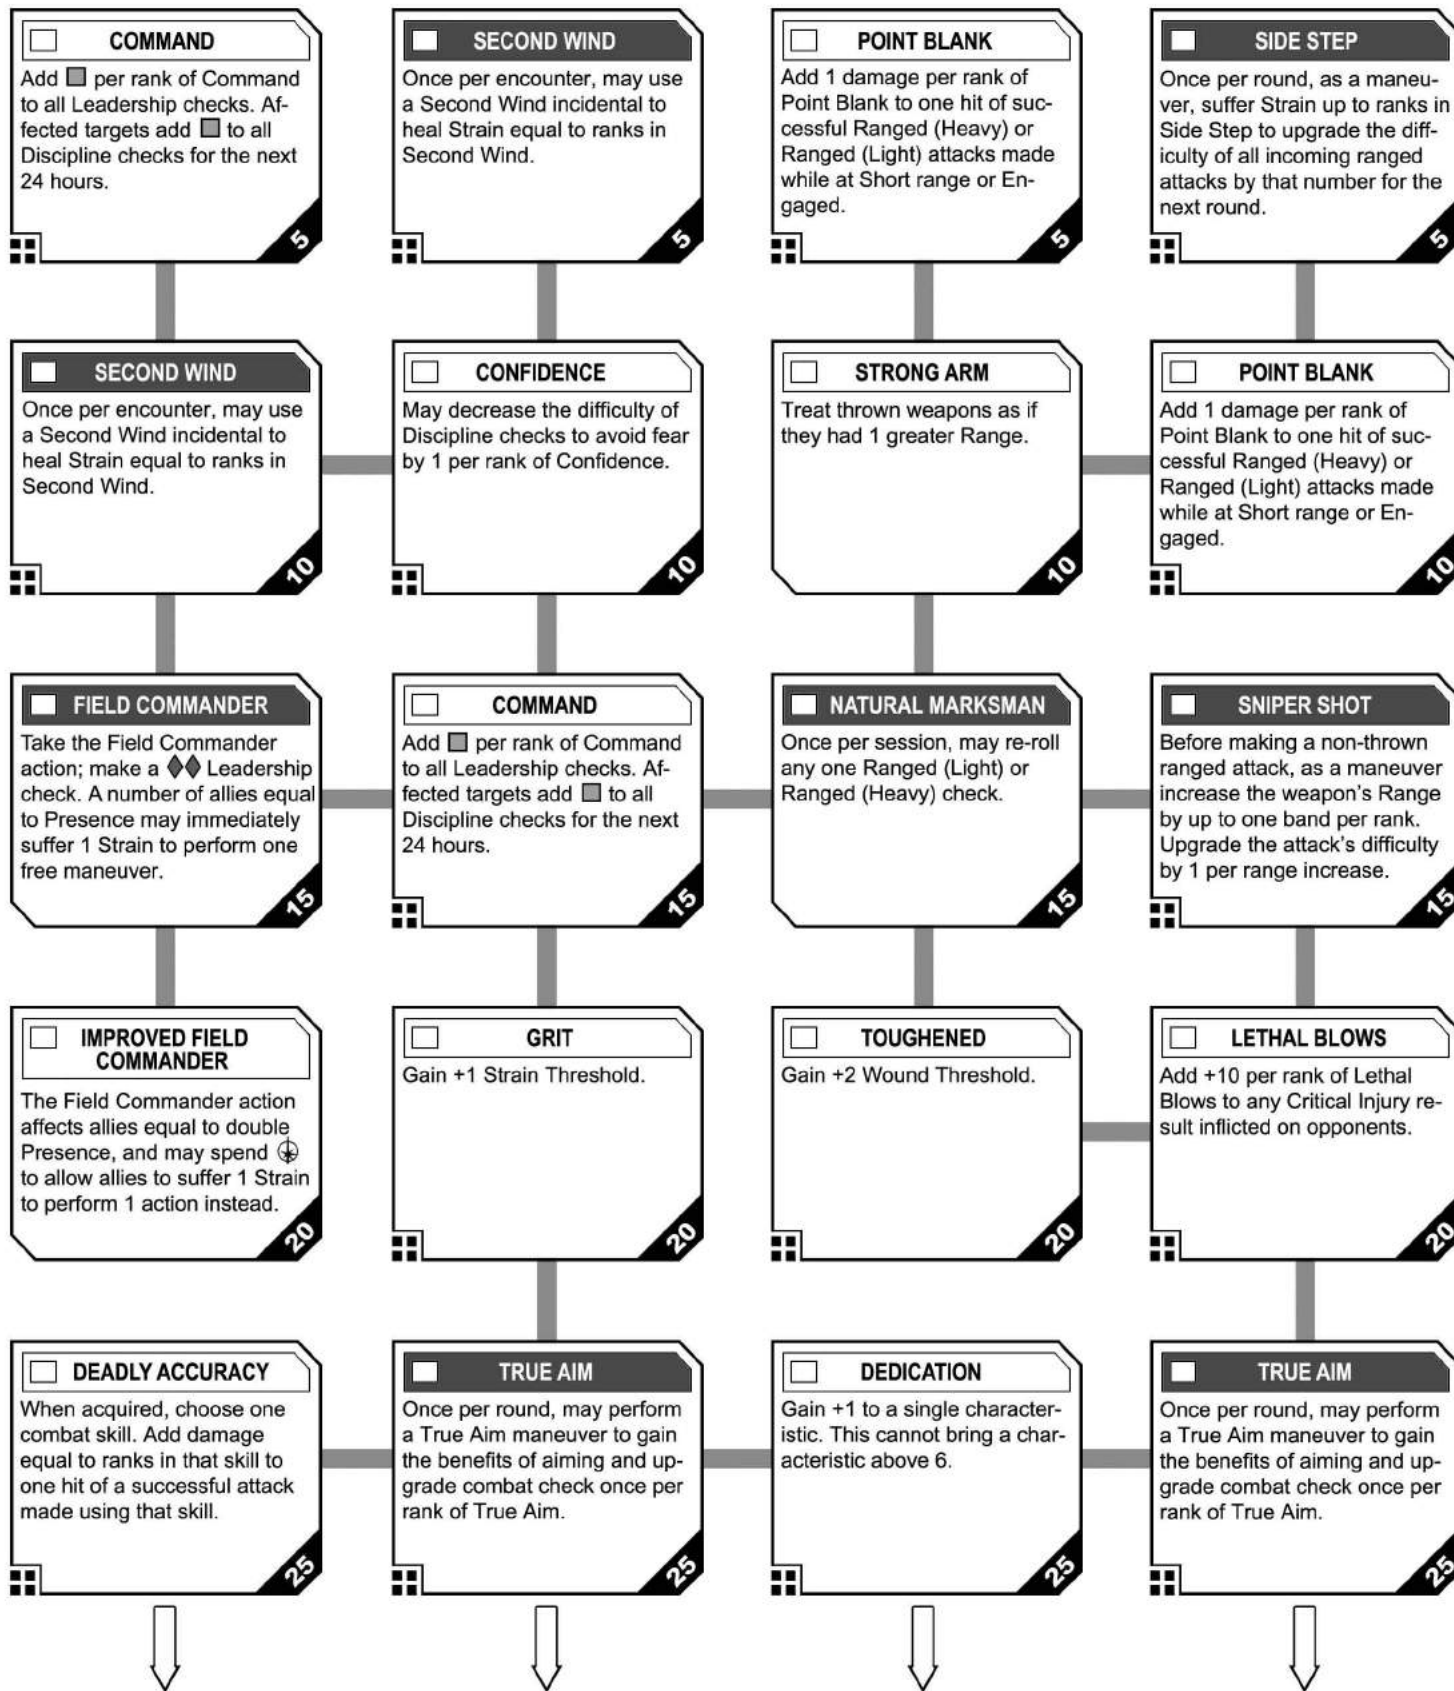 COMMAND
Add per rank of Command
to all Leadership checks. Af-
fected targets add to all
Discipline checks for the next
24 hours.
5
SECOND WIND
Once per encounter, may use
a Second Wind incidental to
heal Strain equal to ranks in
Second Wind.
5
POINT BLANK
Add 1 damage per rank of
Point Blank to one hit of suc-
cessful Ranged (Heavy) or
Ranged (Light) attacks made
while at Short range or En-
gaged.
5
SIDE STEP
Once per round, as a maneu-
ver, suffer Strain up to ranks in
Side Step to upgrade the diff-
iculty of all incoming ranged
attacks by that number for the
next round.
5
SECOND WIND
Once per encounter, may use
a Second Wind incidental to
heal Strain equal to ranks in
Second Wind.
10
CONFIDENCE
May decrease the difficulty of
Discipline checks to avoid fear
by 1 per rank of Confidence.
10
STRONG ARM
Treat thrown weapons as if
they had 1 greater Range.
10
POINT BLANK
Add 1 damage per rank of
Point Blank to one hit of suc-
cessful Ranged (Heavy) or
Ranged (Light) attacks made
while at Short range or En-
gaged.
10
FIELD COMMANDER
Take the Field Commander
action; make a Leadership
check. A number of allies equal
to Presence may immediately
suffer 1 Strain to perform one
free maneuver.
15
COMMAND
Add per rank of Command
to all Leadership checks. Af-
fected targets add to all
Discipline checks for the next
24 hours.
15
NATURAL MARKSMAN
Once per session, may re-roll
any one Ranged (Light) or
Ranged (Heavy) check.
15
SNIPER SHOT
Before making a non-thrown
ranged attack, as a maneuver
increase the weapon's Range
by up to one band per rank.
Upgrade the attack's difficulty
by 1 per range increase.
15
IMPROVED FIELD
COMMANDER
The Field Commander action
affects allies equal to double
Presence, and may spend
to allow allies to suffer 1 Strain
to perform 1 action instead.
20
GRIT
Gain +1 Strain Threshold.
20
TOUGHENED
Gain +2 Wound Threshold.
20
LETHAL BLOWS
Add +10 per rank of Lethal
Blows to any Critical Injury re-
sult inflicted on opponents.
20
DEADLY ACCURACY
When acquired, choose one
combat skill. Add damage
equal to ranks in that skill to
one hit of a successful attack
made using that skill.
25
TRUE AIM
Once per round, may perform
a True Aim maneuver to gain
the benefits of aiming and up-
grade combat check once per
rank of True Aim.
25
DEDICATION
Gain +1 to a single character-
istic. This cannot bring a char-
acteristic above 6.
25
TRUE AIM
Once per round, may perform
a True Aim maneuver to gain
the benefits of aiming and up-
grade combat check once per
rank of True Aim.
25